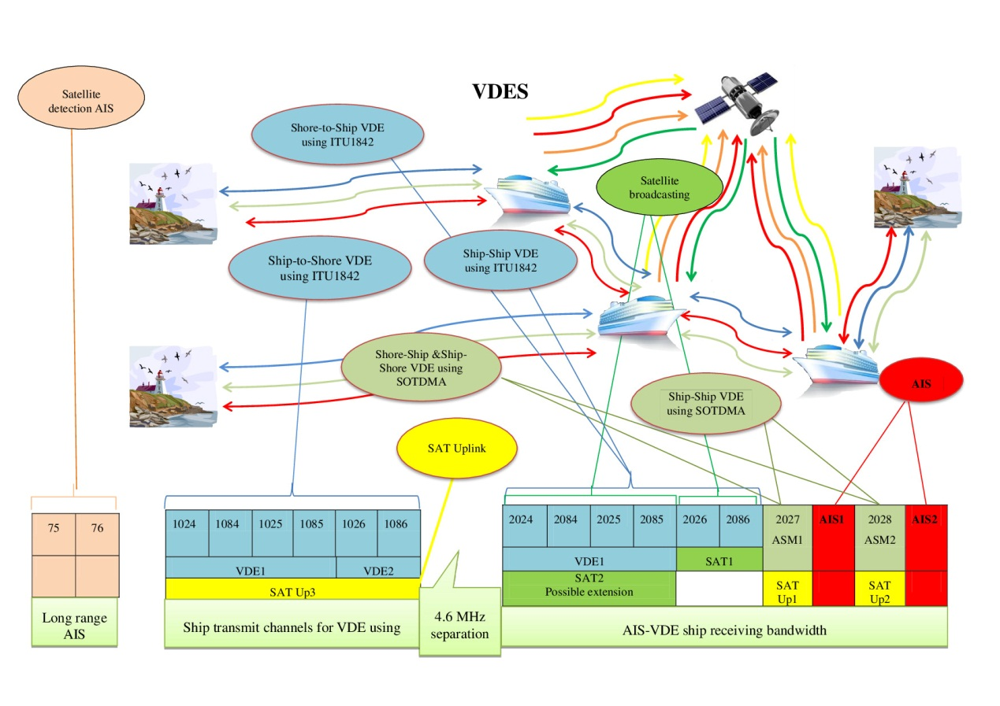 VDES
Satellite
detection AIS
Shore-to-Ship VDE
using ITU1842
Satellite
broadcasting
Ship-to-Shore VDE
using ITU1842
Ship-Ship VDE
using ITU1842
Shore-Ship &Ship-
Shore VDE using
SOTDMA
Ship-Ship VDE
using SOTDMA
AIS
SAT Uplink
75 76
1024 1084 1025 1085 1026 1086
2024 2084 2025 2085 2026 2086 2027 AIS1 2028 AIS2
ASM1 ASM2
VDE1 VDE2
VDE1 SAT1
SAT Up3
SAT2
Possible extension
SAT
Up1
SAT
Up2
Long range
AIS
Ship transmit channels for VDE using
4.6 MHz
separation
AIS-VDE ship receiving bandwidth